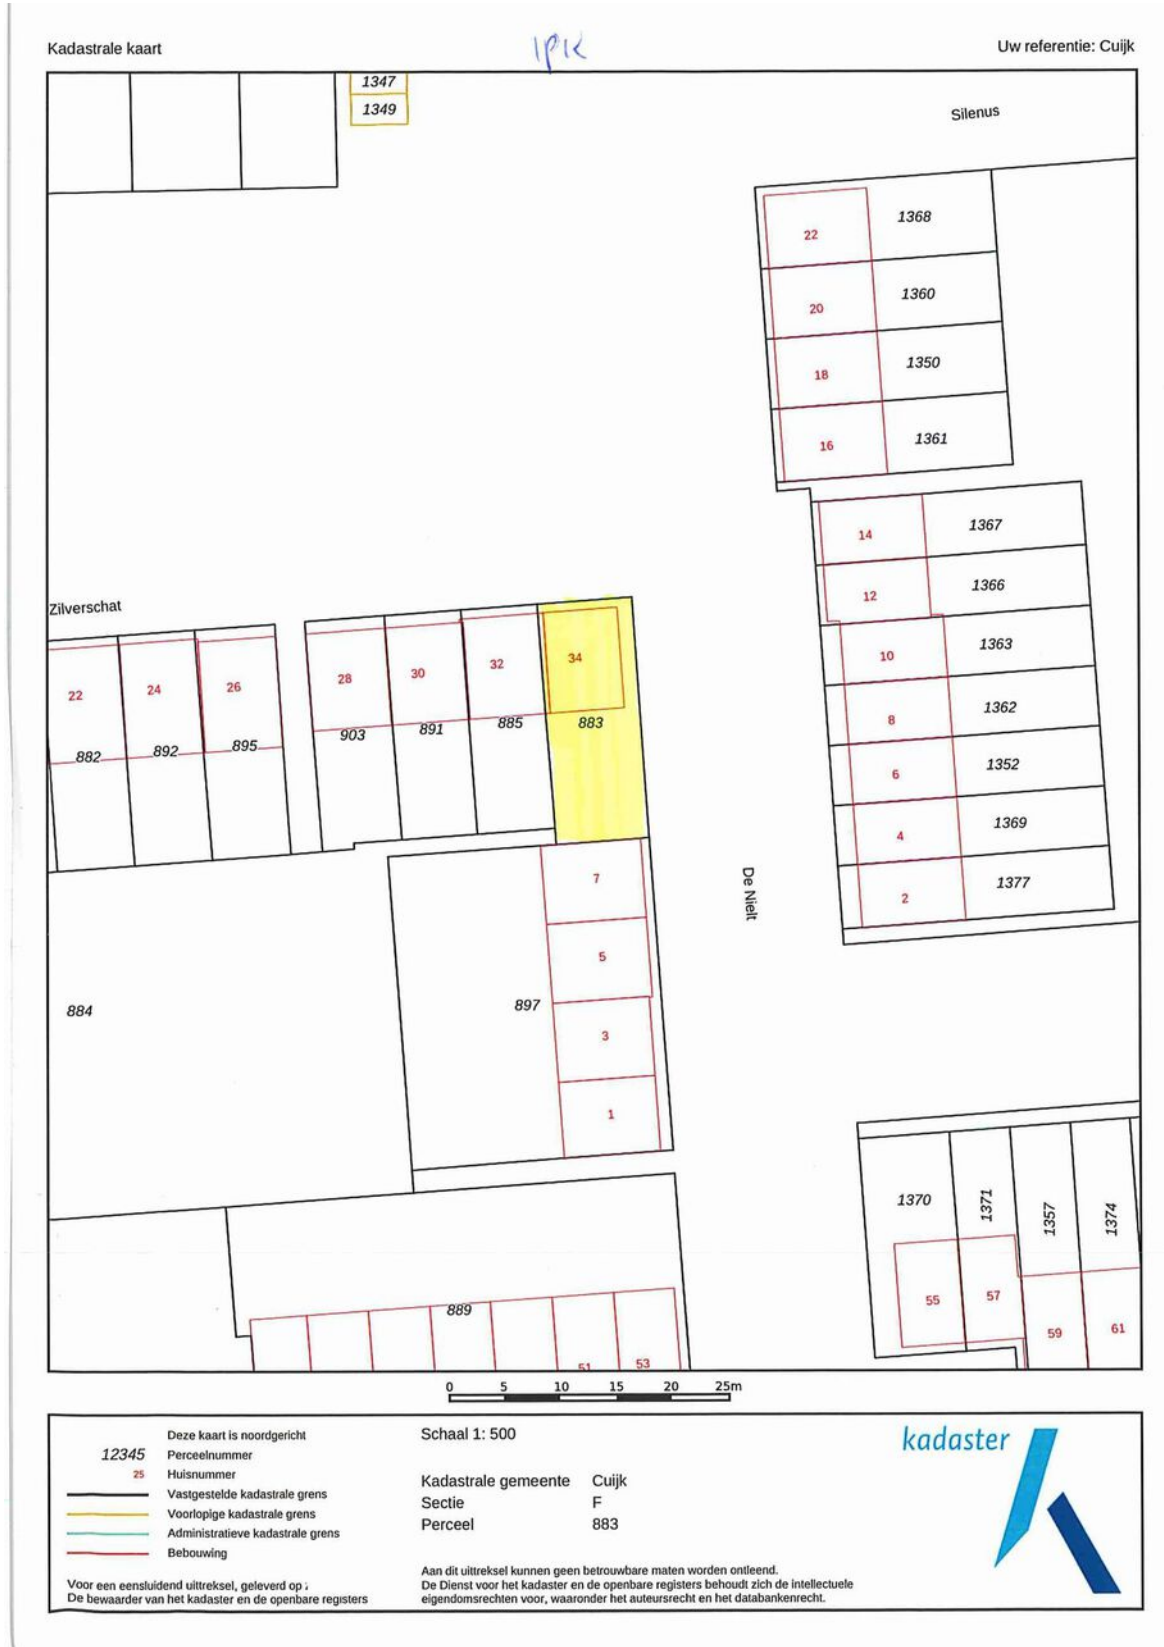 Kadastrale kaart
1PK
Uw referentie: Cuijk
1347
1349
Silenus
22
1368
20
1360
18
1350
16
1361
14
1367
12
1366
10
1363
8
1362
6
1352
4
1369
2
1377
Zilverschat
22
24
26
28
30
32
34
882
892
895
903
891
885
883
De Nielt
7
5
3
1
884
897
889
51
53
1370
1371
1357
1374
55
57
59
61
0 5 10 15 20 25m
Deze kaart is noordgericht
12345 Perceelnummer
25 Huisnummer
Vastgestelde kadastrale grens
Voorlopige kadastrale grens
Administratieve kadastrale grens
Bebouwing
Voor een eensluidend uittreksel, geleverd op
De bewaarder van het kadaster en de openbare registers
Schaal 1: 500
Kadastrale gemeente Cuijk
Sectie F
Perceel 883
Aan dit uittreksel kunnen geen betrouwbare maten worden ontleend.
De Dienst voor het kadaster en de openbare registers behoudt zich de intellectuele
eigendomsrechten voor, waaronder het auteursrecht en het databankenrecht.
kadaster